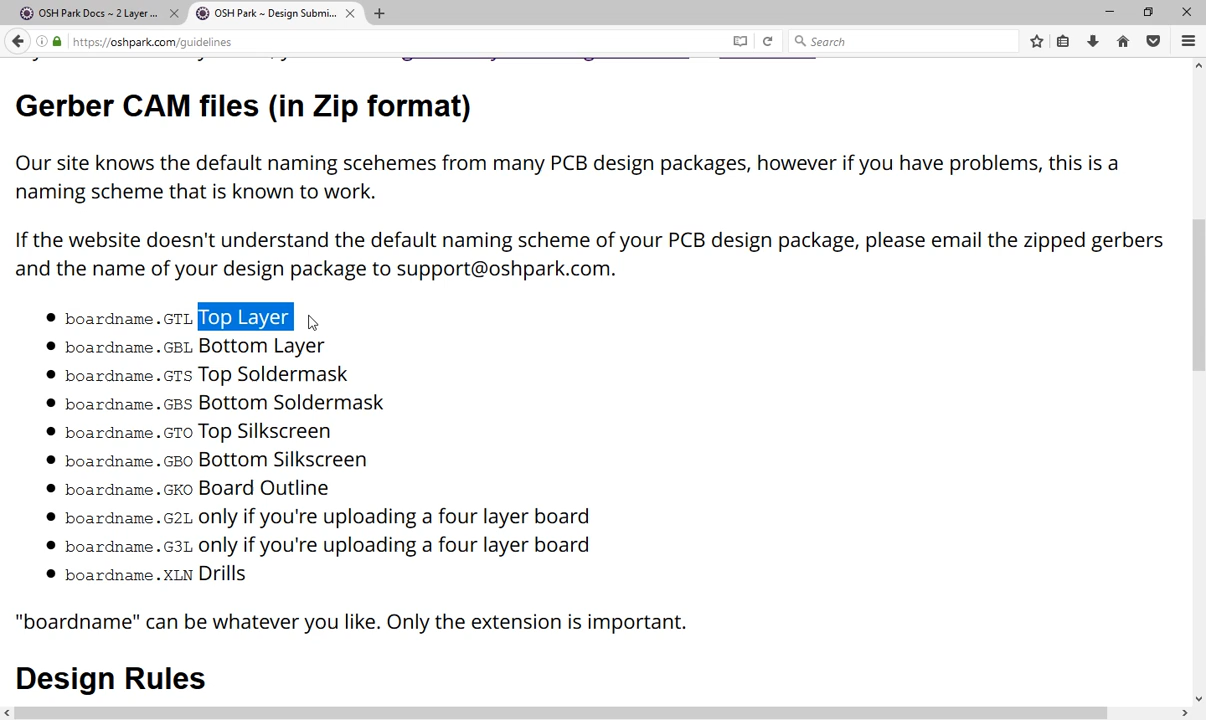 OSH Park Docs ~ 2 Layer ...
OSH Park ~ Design Submi...
https://oshpark.com/guidelines
Search
Gerber CAM files (in Zip format)
Our site knows the default naming scehemes from many PCB design packages, however if you have problems, this is a
naming scheme that is known to work.
If the website doesn't understand the default naming scheme of your PCB design package, please email the zipped gerbers
and the name of your design package to support@oshpark.com.
boardname.GTL Top Layer
boardname.GBL Bottom Layer
boardname.GTS Top Soldermask
boardname.GBS Bottom Soldermask
boardname.GTO Top Silkscreen
boardname.GBO Bottom Silkscreen
boardname.GKO Board Outline
boardname.G2L only if you're uploading a four layer board
boardname.G3L only if you're uploading a four layer board
boardname.XLN Drills
"boardname" can be whatever you like. Only the extension is important.
Design Rules